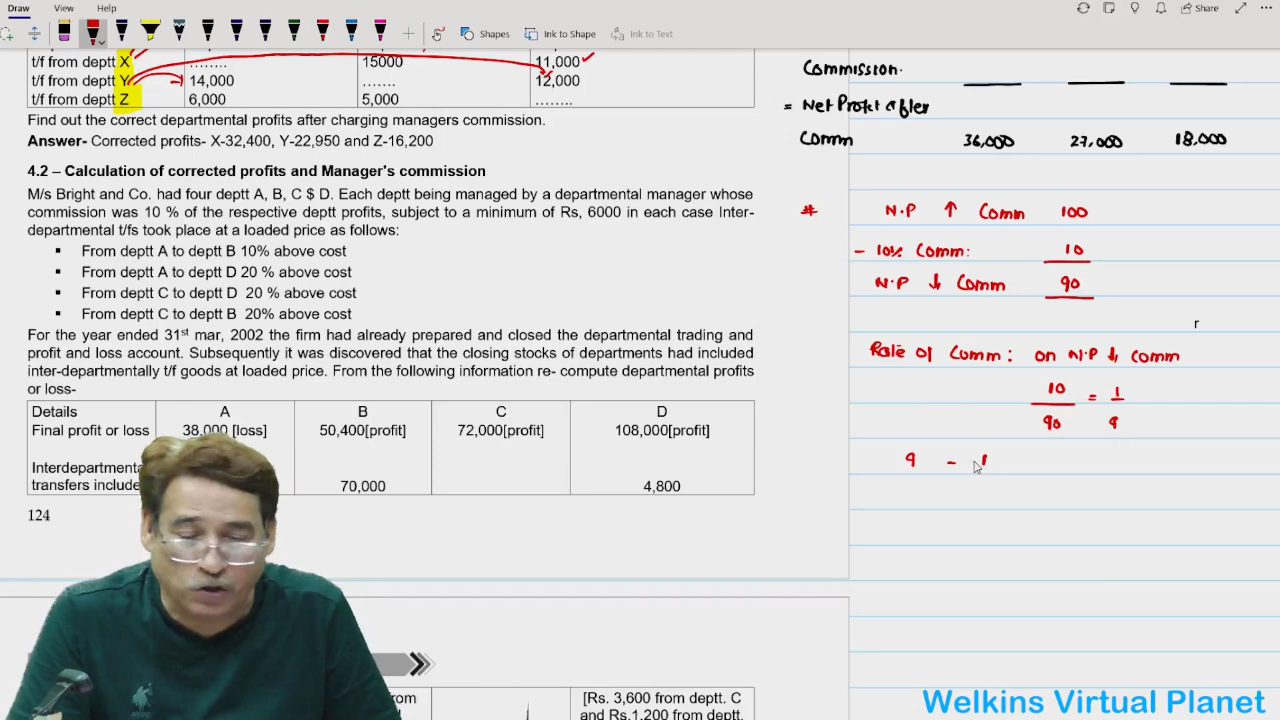 Draw
Share
Shapes
Ink to Shape
Ink to Text
t/f from deptt X ........ 15000 11,000
t/f from deptt Y 14,000 ....... 12,000
t/f from deptt Z 6,000 5,000 ........
Find out the correct departmental profits after charging managers commission.
Answer- Corrected profits- X-32,400, Y-22,950 and Z-16,200
4.2 – Calculation of corrected profits and Manager's commission
M/s Bright and Co. had four deptt A, B, C $ D. Each deptt being managed by a departmental manager whose
commission was 10 % of the respective deptt profits, subject to a minimum of Rs, 6000 in each case Inter-
departmental t/fs took place at a loaded price as follows:
▪ From deptt A to deptt B 10% above cost
▪ From deptt A to deptt D 20 % above cost
▪ From deptt C to deptt D 20 % above cost
▪ From deptt C to deptt B 20% above cost
For the year ended 31st mar, 2002 the firm had already prepared and closed the departmental trading and
profit and loss account. Subsequently it was discovered that the closing stocks of departments had included
inter-departmentally t/f goods at loaded price. From the following information re- compute departmental profits
or loss-
Details A B C D
Final profit or loss 38,000 [loss] 50,400[profit] 72,000[profit] 108,000[profit]
Interdepartmenta
transfers include 70,000 4,800
124
[Rs. 3,600 from deptt. C
and Rs.1,200 from deptt.
Commission.
= Net Profit after
Comm 36,000 27,000 18,000
# N.P ↑ Comm 100
- 10% Comm: 10
N.P ↓ Comm 90
r
Rate of Comm: on N.P ↓ comm
10/90 = 1/9
9 - 1
Welkins Virtual Planet